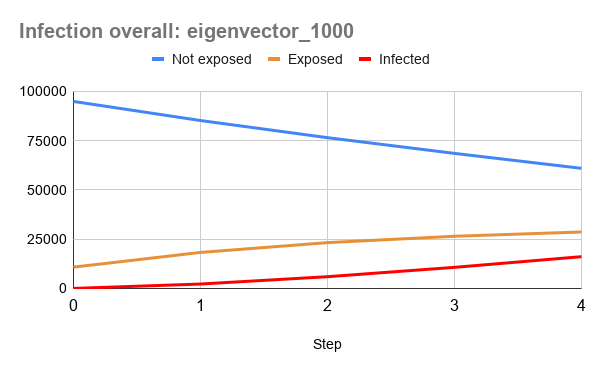 Infection overall: eigenvector_1000
Not exposed Exposed Infected
100000
75000
50000
25000
0
0 1 2 3 4
Step